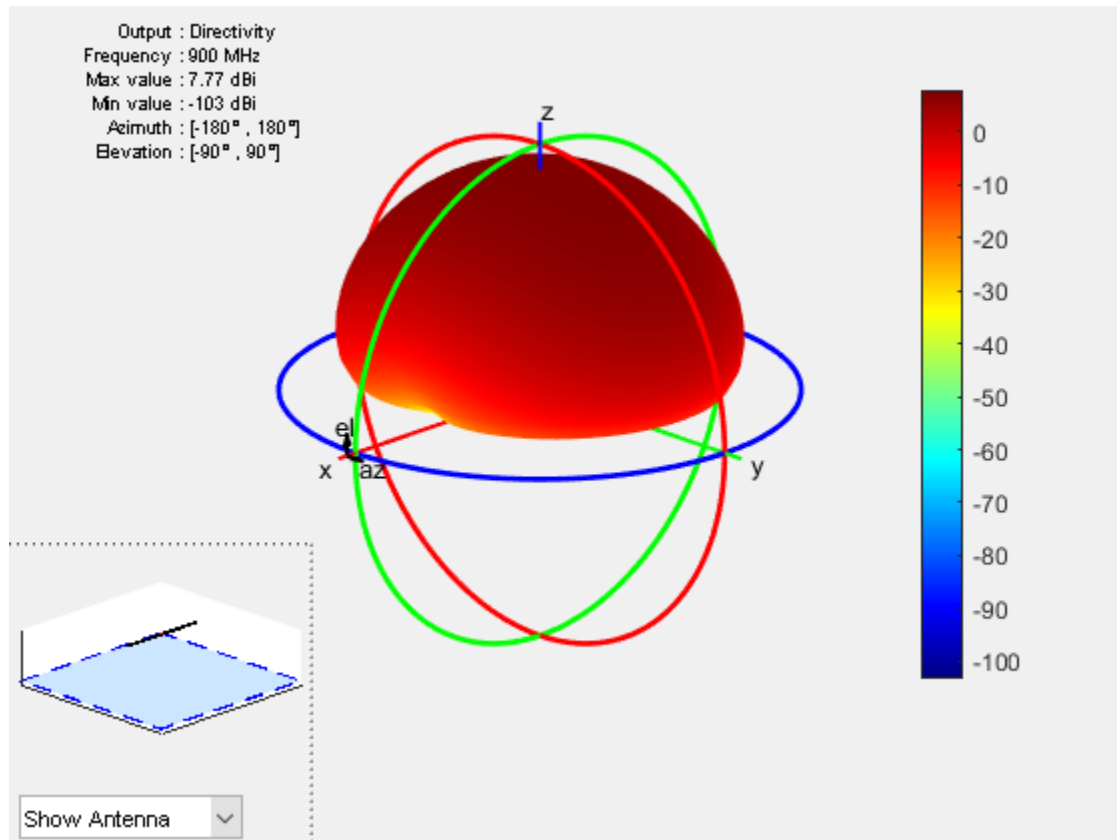 Output : Directivity
Frequency : 900 MHz
Max value : 7.77 dBi
Min value : -103 dBi
Azimuth : [-180° , 180°]
Elevation : [-90° , 90°]
z
0
-10
-20
-30
-40
-50
-60
-70
-80
-90
-100
el
x
az
y
Show Antenna